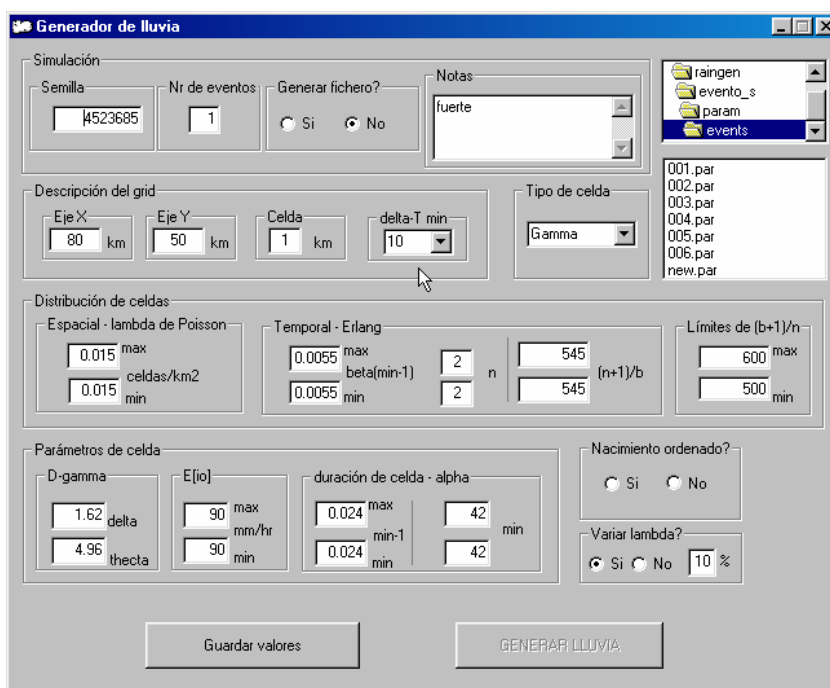 Generador de lluvia
Simulación
Semilla
4523685
Nr de eventos
1
Generar fichero?
Si No
Notas
fuerte
raingen
evento_s
param
events
001.par
002.par
003.par
004.par
005.par
006.par
new.par
Descripción del grid
Eje X
80 km
Eje Y
50 km
Celda
1 km
delta-T min
10
Tipo de celda
Gamma
Distribución de celdas
Espacial - lambda de Poisson
0.015 max
celdas/km2
0.015 min
Temporal - Erlang
0.0055 max
beta(min-1)
0.0055 min
2
n
2
545
(n+1)/b
545
Límites de (b+1)/n
600 max
500 min
Parámetros de celda
D-gamma
1.62 delta
4.96 thecta
E[io]
90 max
mm/hr
90 min
duración de celda - alpha
0.024 max
min-1
0.024 min
42
min
42
Nacimiento ordenado?
Si No
Variar lambda?
Si No 10 %
Guardar valores
GENERAR LLUVIA